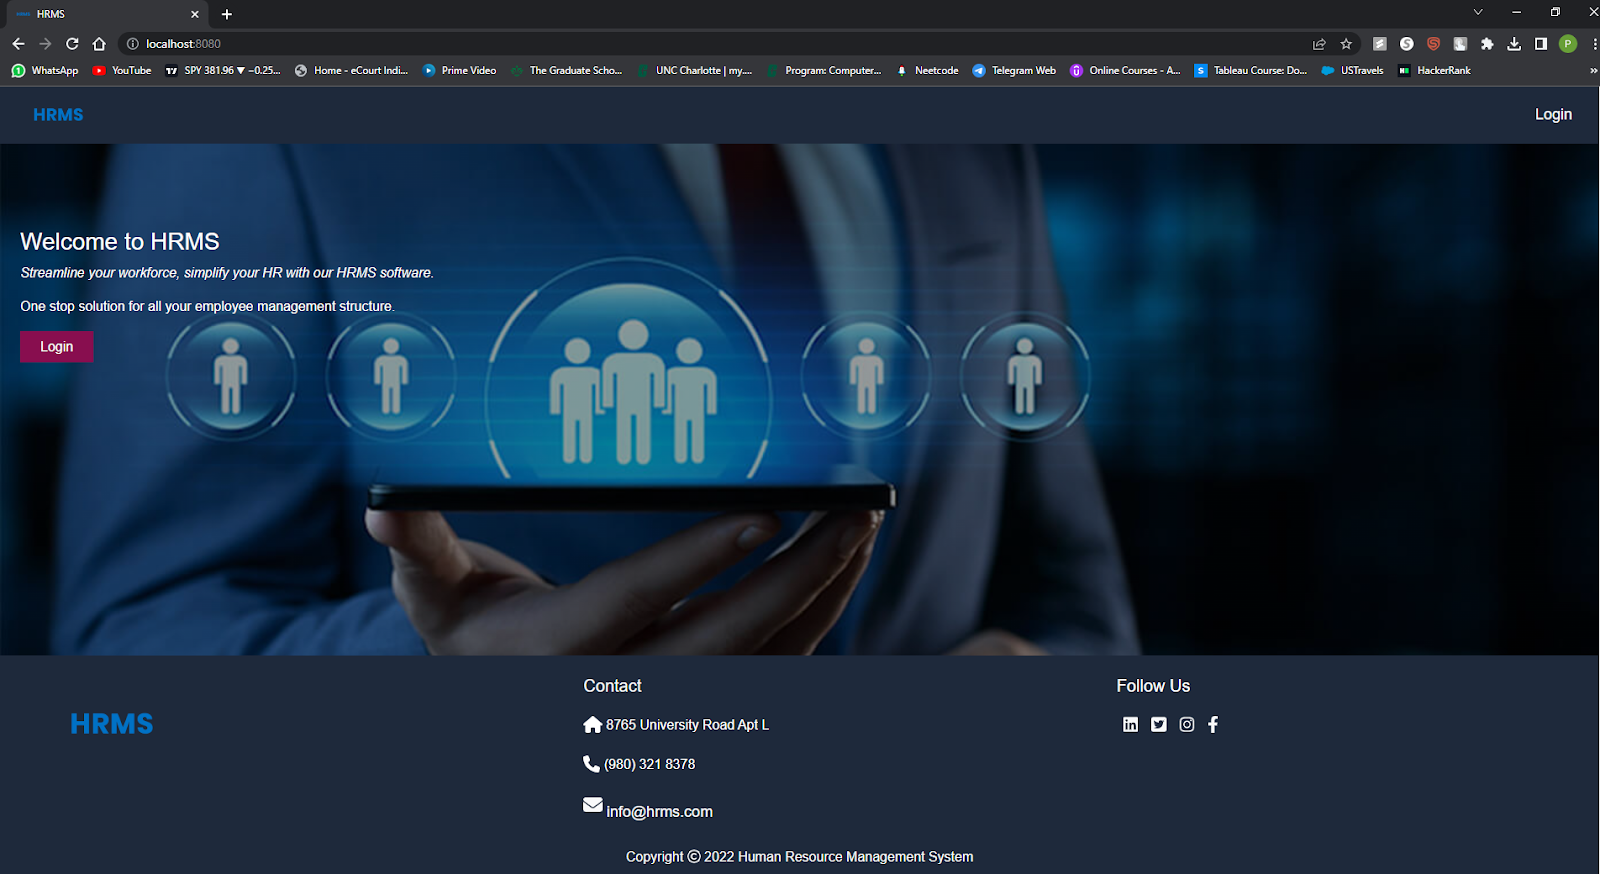 HRMS
localhost:8080
WhatsApp YouTube SPY 381.96 ▼ −0.25... Home - eCourt Indi... Prime Video The Graduate Scho... UNC Charlotte | my.... Program: Computer... Neetcode Telegram Web Online Courses - A... Tableau Course: Do... USTravels HackerRank »
HRMS Login
Welcome to HRMS
Streamline your workforce, simplify your HR with our HRMS software.
One stop solution for all your employee management structure.
Login
Contact
Follow Us
HRMS
8765 University Road Apt L
(980) 321 8378
info@hrms.com
Copyright © 2022 Human Resource Management System